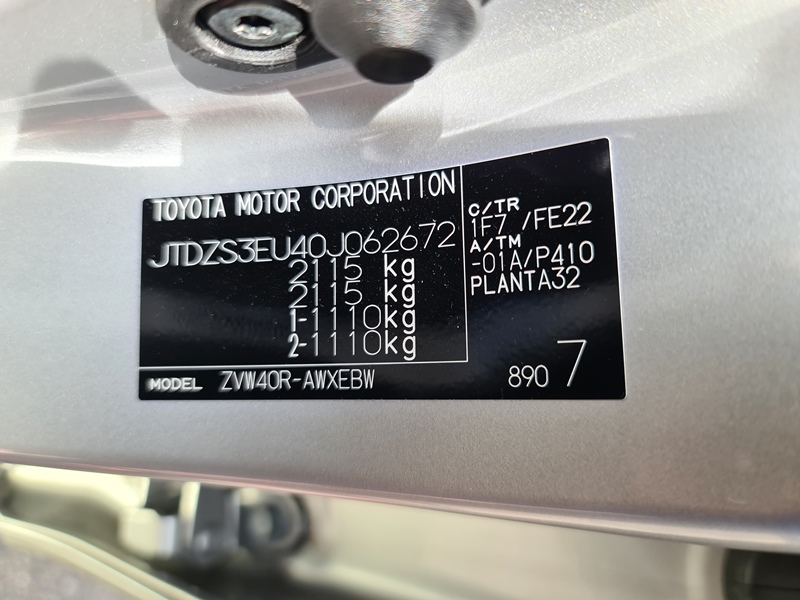 TOYOTA MOTOR CORPORATION
JTDZS3EU40J062672
2115 kg
2115 kg
1-1110kg
2-1110kg
MODEL ZVW40R-AWXEBW
C/TR
1F7 /FE22
A/TM
-01A/P410
PLANTA32
890 7